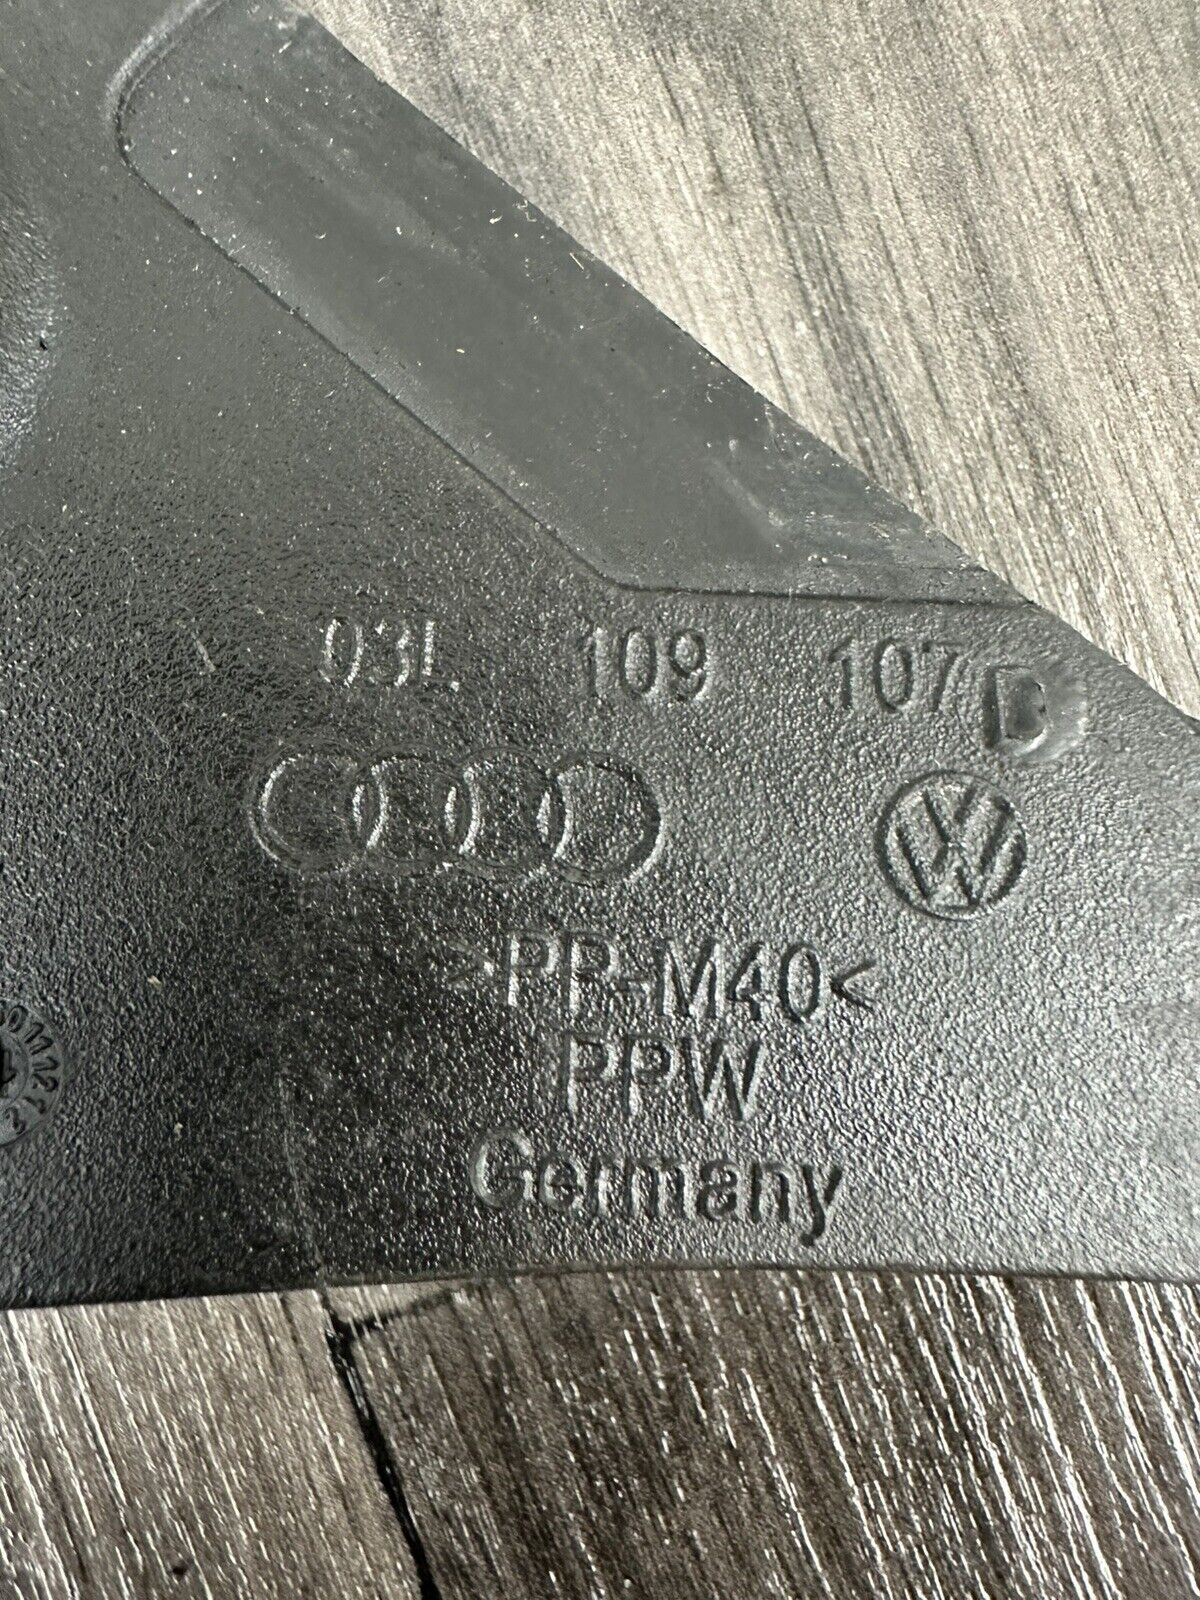 03L 109 107 D
>PP-M40<
PPW
Germany